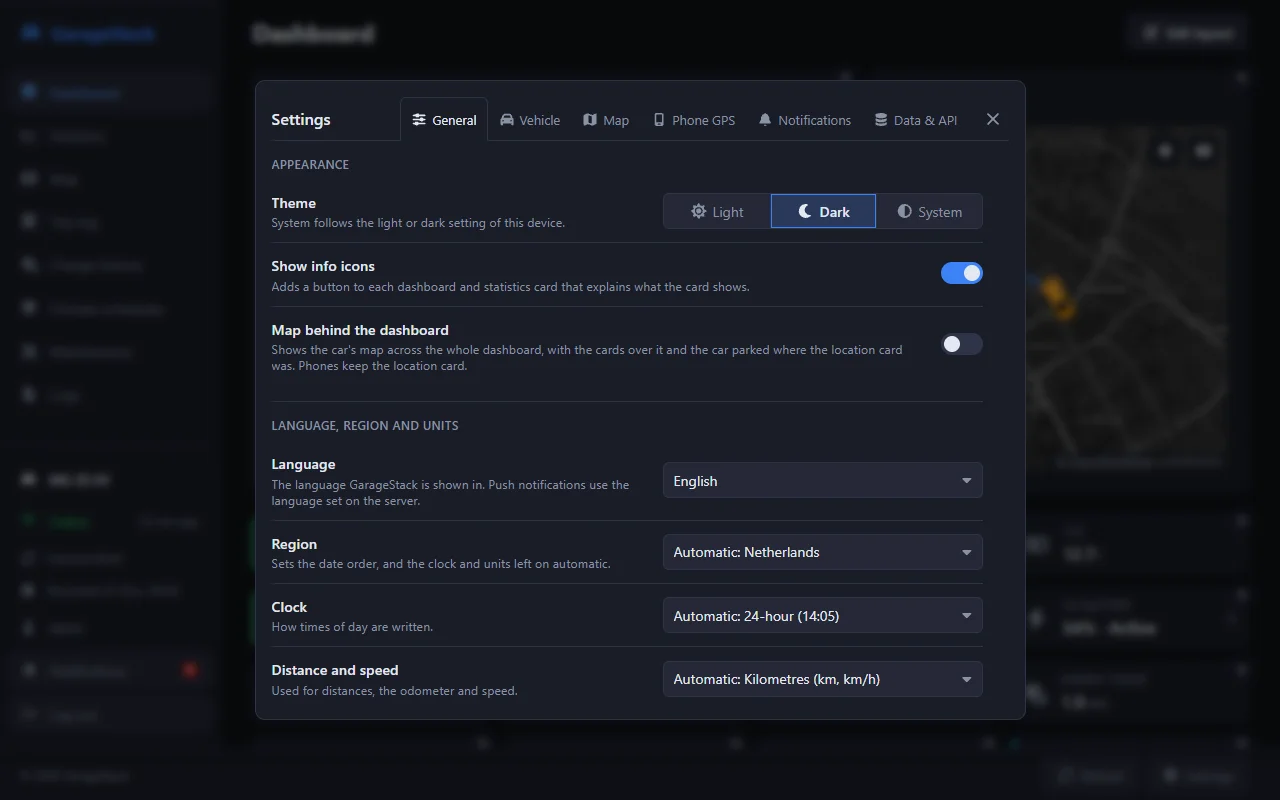 GarageStack
Dashboard
Settings
General
Vehicle
Map
Phone GPS
Notifications
Data & API
APPEARANCE
Theme
System follows the light or dark setting of this device.
Light
Dark
System
Show info icons
Adds a button to each dashboard and statistics card that explains what the card shows.
Map behind the dashboard
Shows the car's map across the whole dashboard, with the cards over it and the car parked where the location card
was. Phones keep the location card.
LANGUAGE, REGION AND UNITS
Language
The language GarageStack is shown in. Push notifications use the
language set on the server.
English
Region
Sets the date order, and the clock and units left on automatic.
Automatic: Netherlands
Clock
How times of day are written.
Automatic: 24-hour (14:05)
Distance and speed
Used for distances, the odometer and speed.
Automatic: Kilometres (km, km/h)